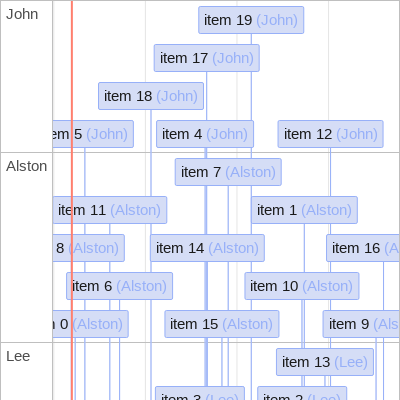 John
item 19 (John)
item 17 (John)
item 18 (John)
em 5 (John)
item 4 (John)
item 12 (John)
Alston
item 7 (Alston)
item 11 (Alston)
item 1 (Alston)
8 (Alston)
item 14 (Alston)
item 16 (A
item 6 (Alston)
item 10 (Alston)
0 (Alston)
item 15 (Alston)
item 9 (Als
Lee
item 13 (Lee)
item 3 (Lee)
item 2 (Lee)